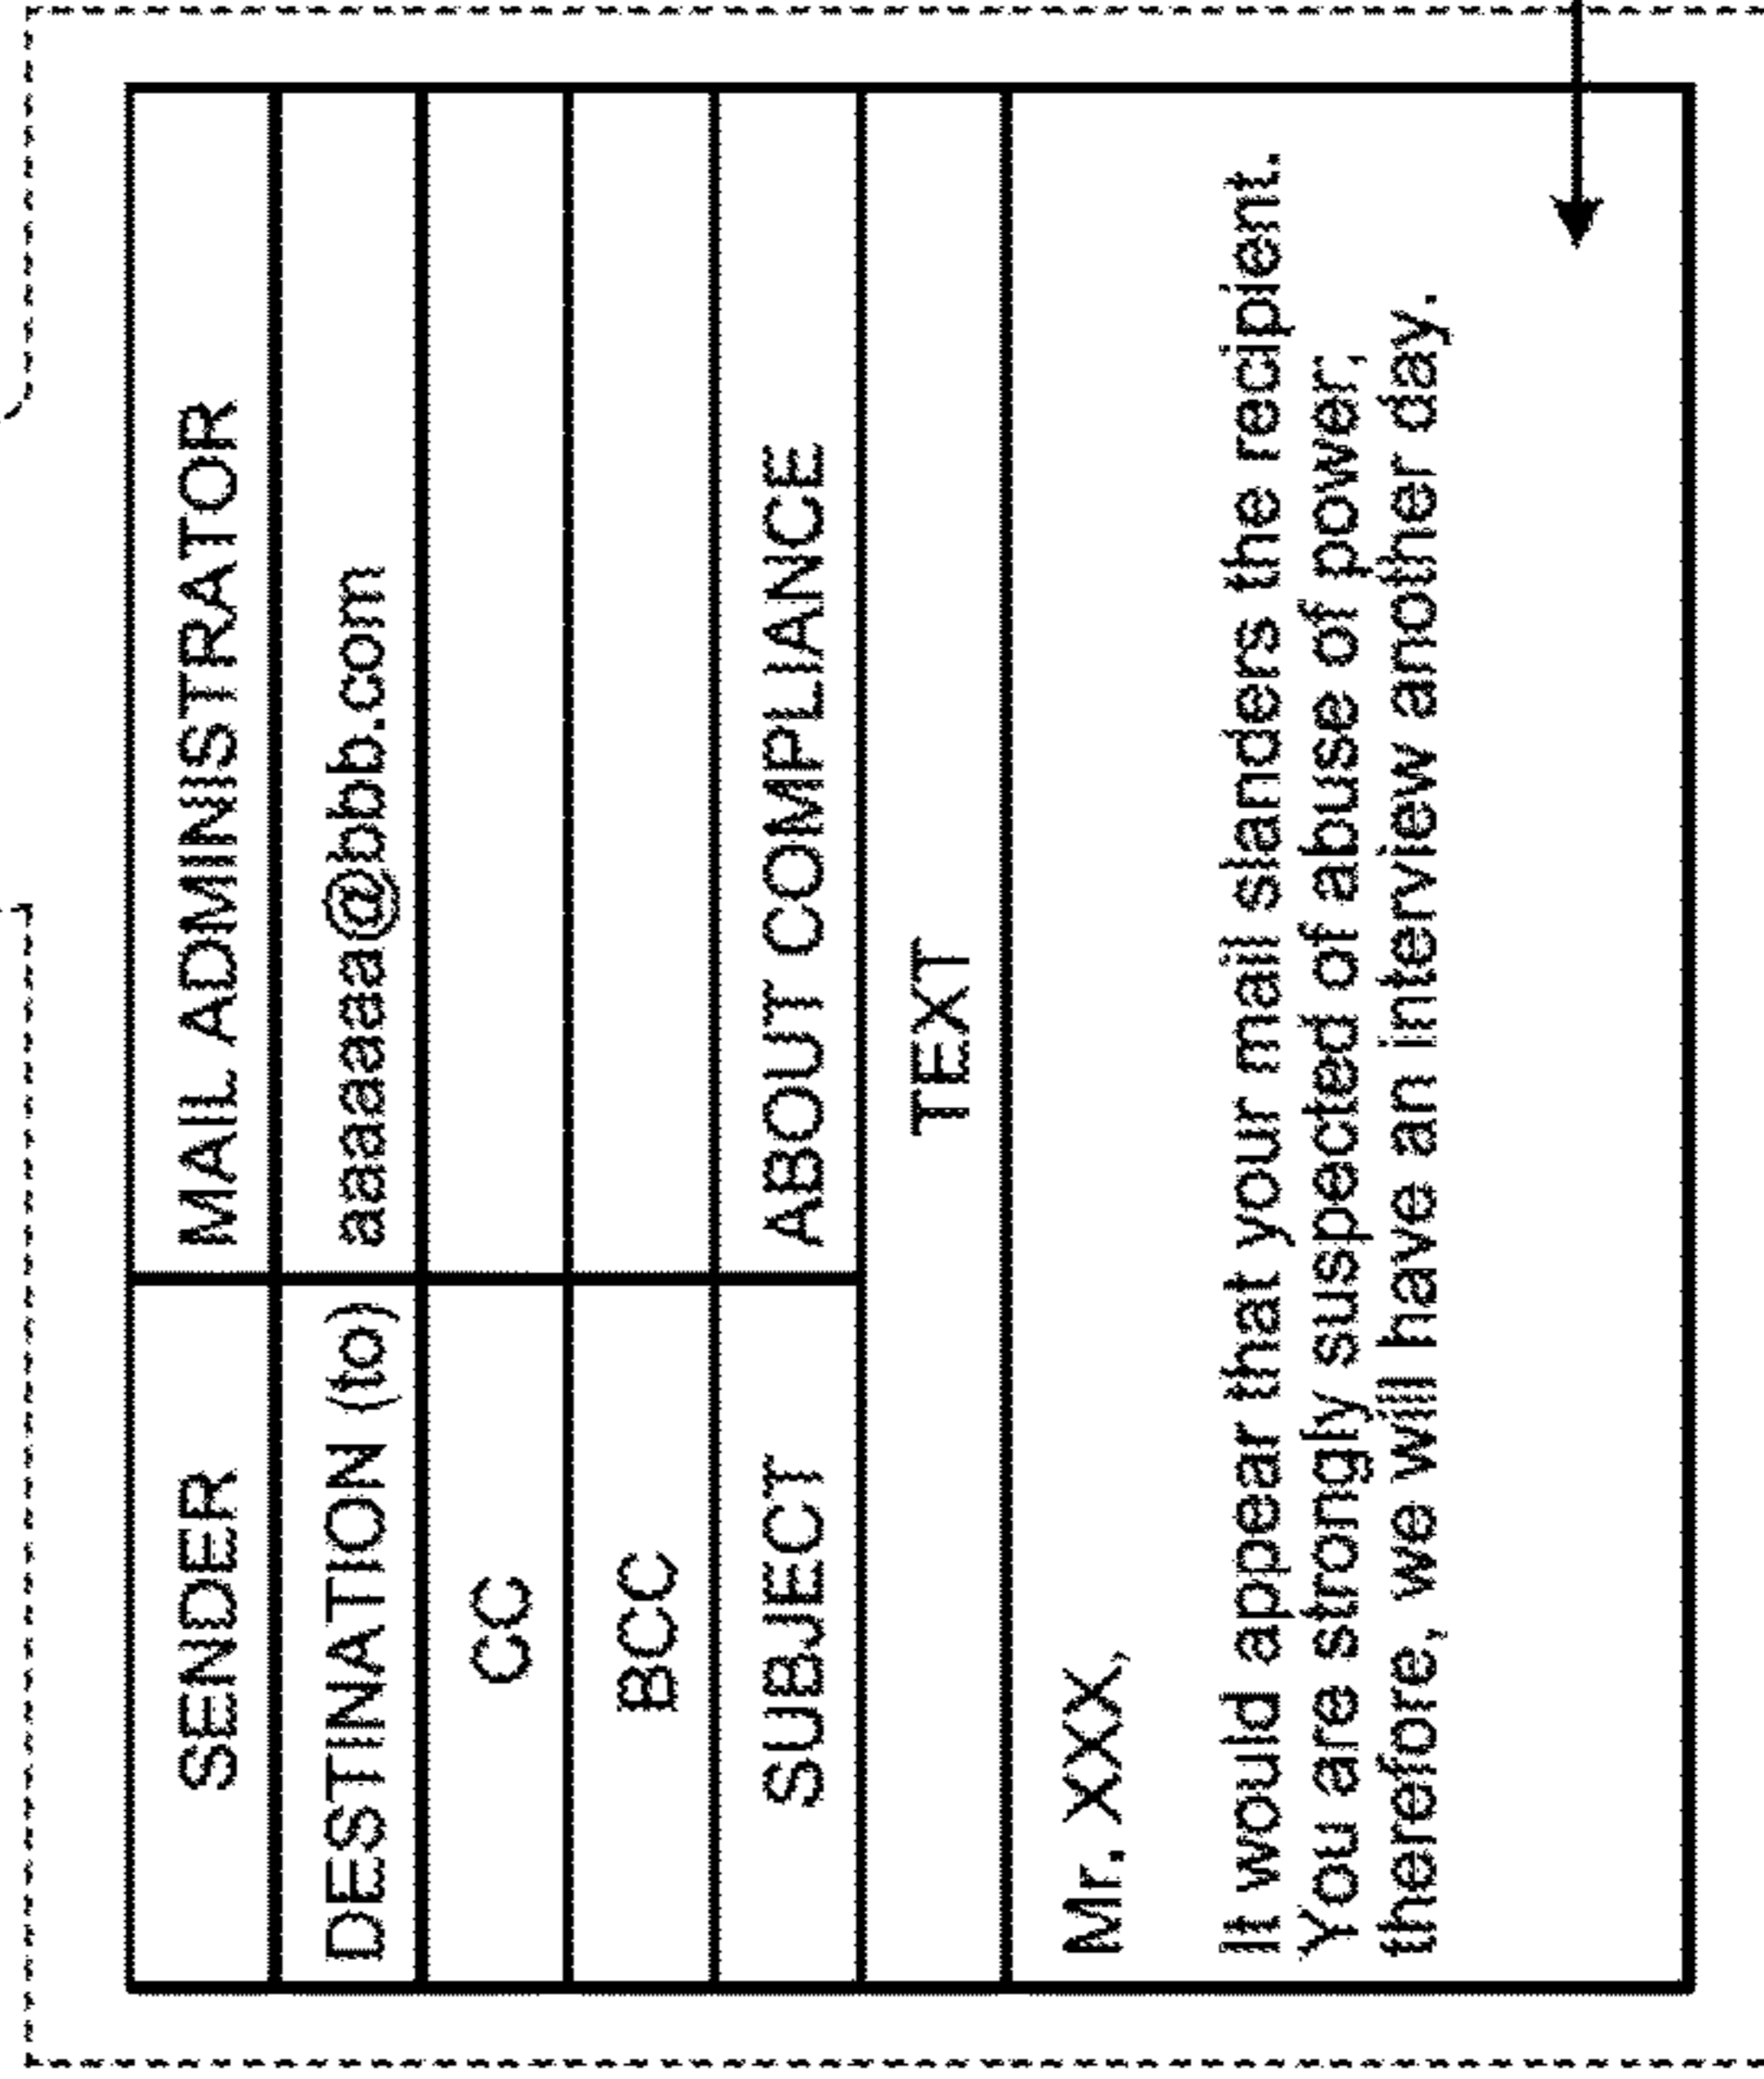 SENDER MAIL ADMINISTRATOR
DESTINATION (to) aaaaaaa@bbb.com
CC
BCC
SUBJECT ABOUT COMPLIANCE
TEXT
Mr. XXX,
It would appear that your mail slanders the recipient.
You are strongly suspected of abuse of power;
therefore, we will have an interview another day.